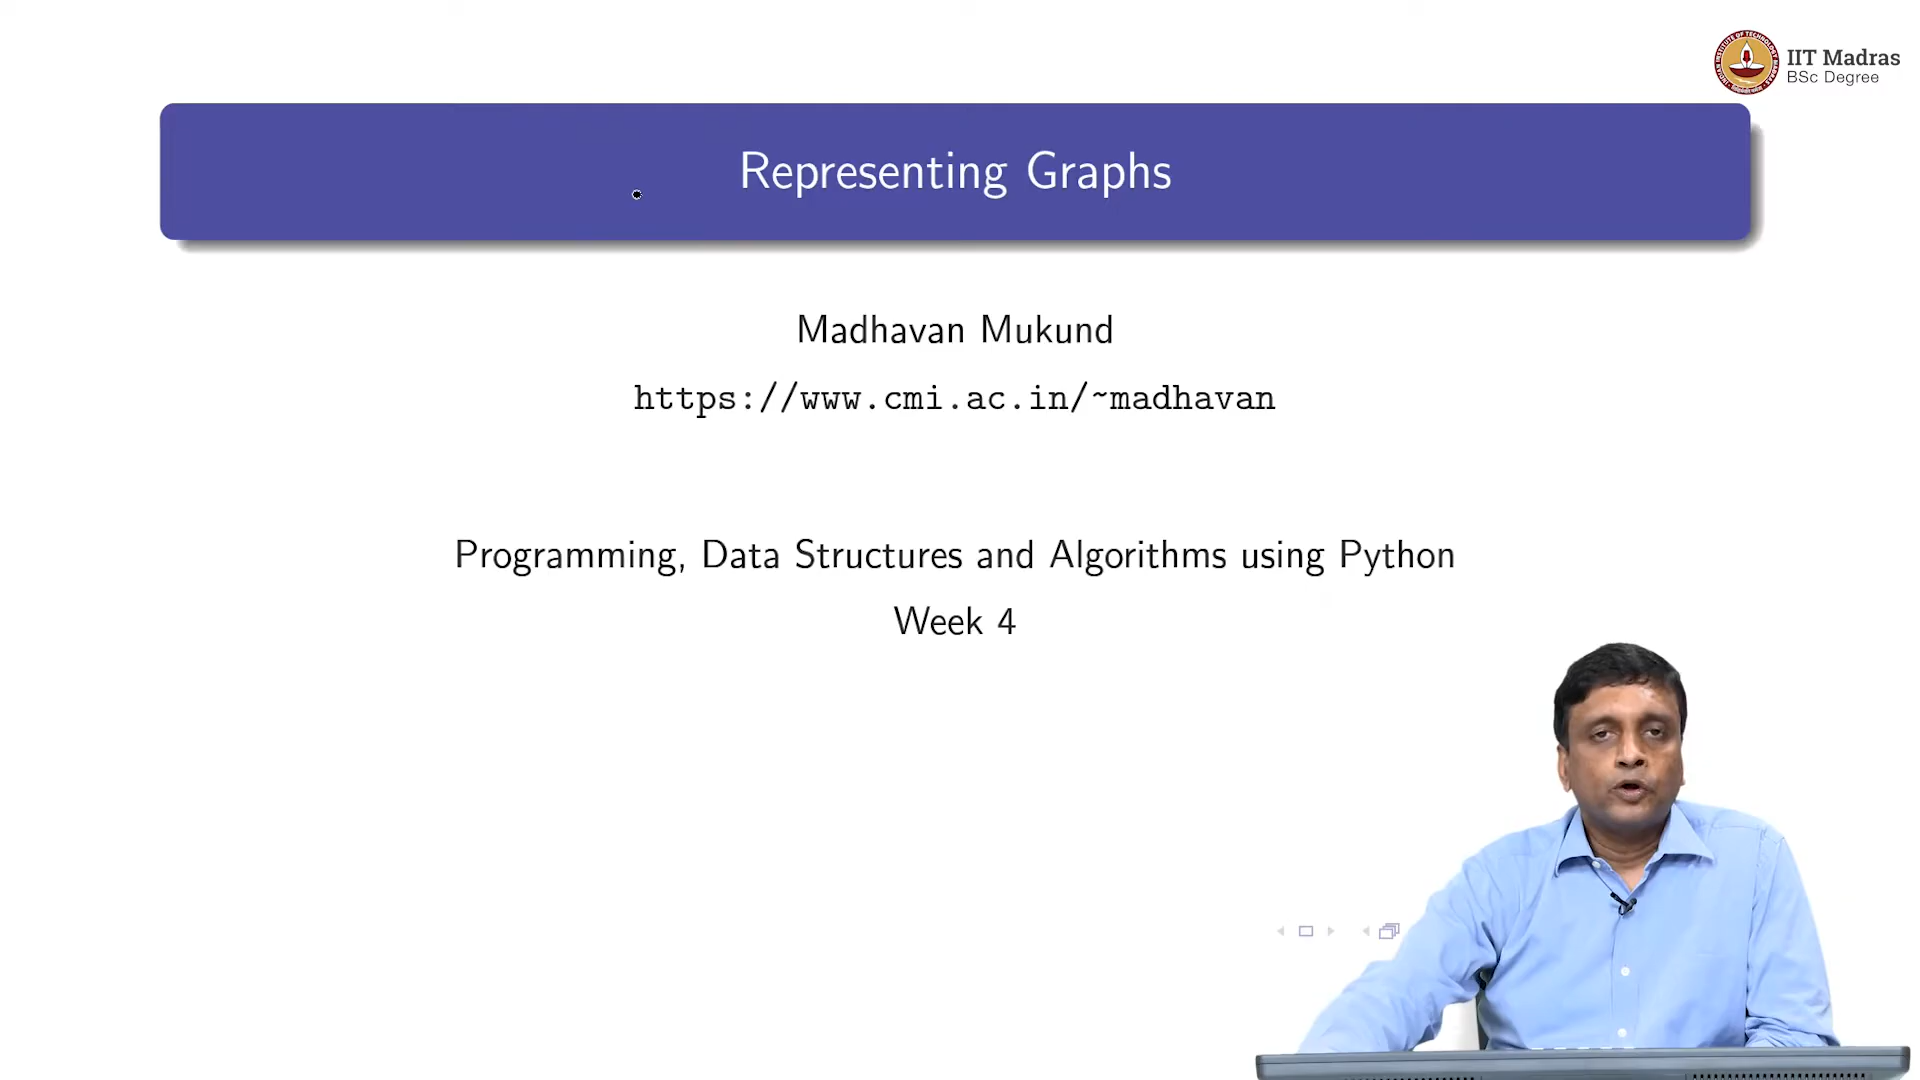 IIT Madras
BSc Degree
Representing Graphs
Madhavan Mukund
https://www.cmi.ac.in/~madhavan
Programming, Data Structures and Algorithms using Python
Week 4